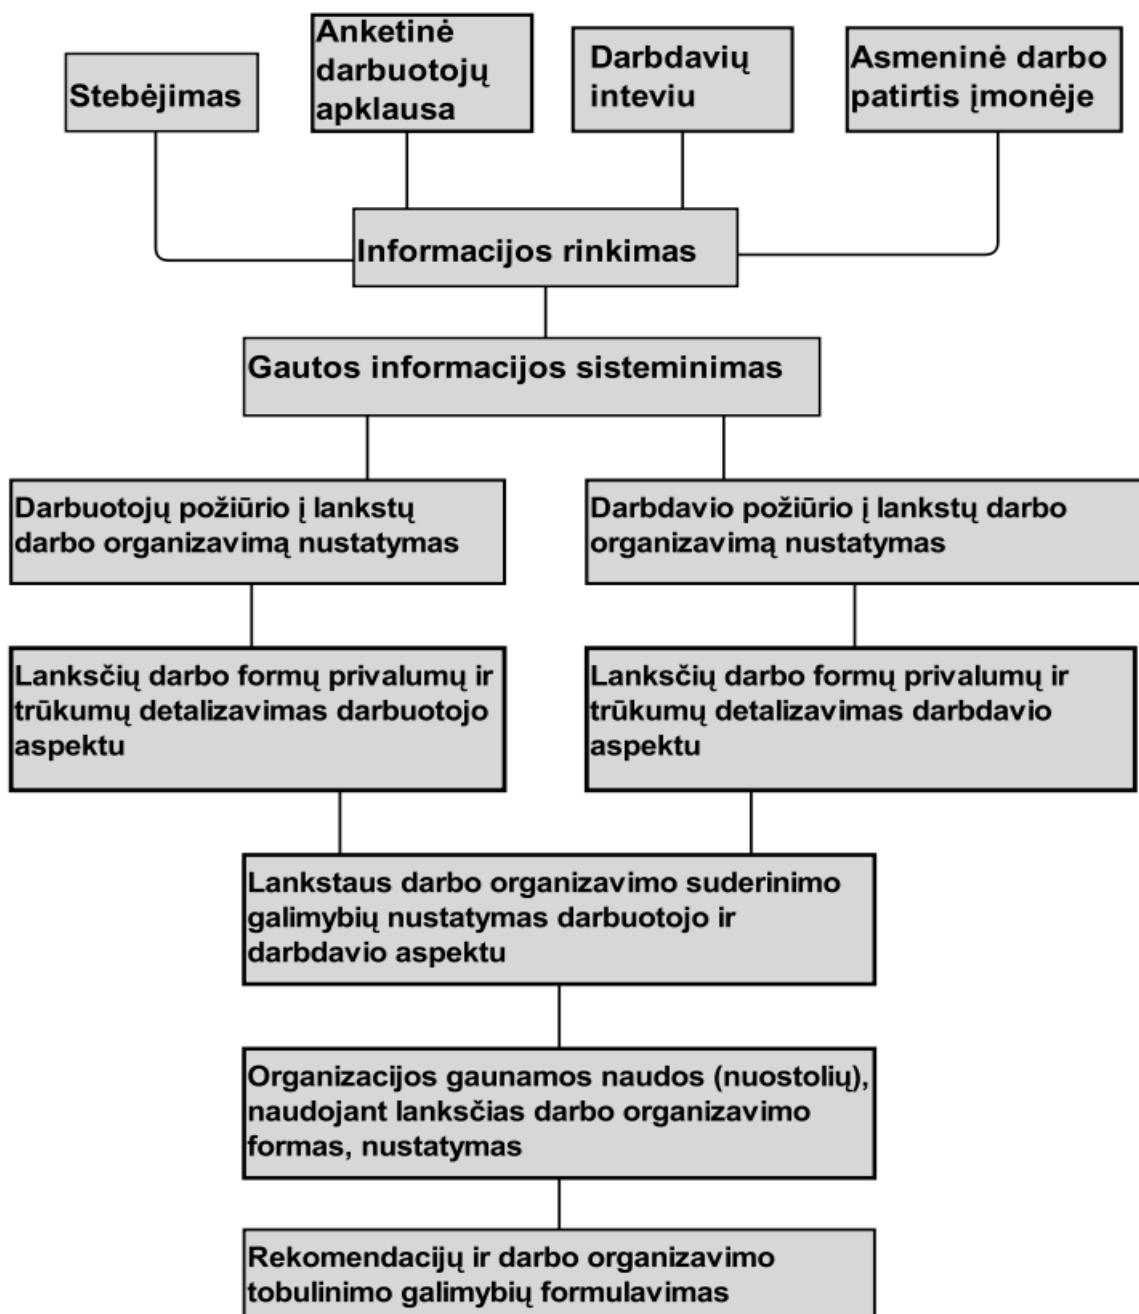 Stebėjimas
Anketinė
darbuotojų
apklausa
Darbdavių
inteviu
Asmeninė darbo
patirtis įmonėje
Informacijos rinkimas
Gautos informacijos sisteminimas
Darbuotojų požiūrio į lankstų
darbo organizavimą nustatymas
Darbdavio požiūrio į lankstų darbo
organizavimą nustatymas
Lanksčių darbo formų privalumų ir
trūkumų detalizavimas darbuotojo
aspektu
Lanksčių darbo formų privalumų ir
trūkumų detalizavimas darbdavio
aspektu
Lankstaus darbo organizavimo suderinimo
galimybių nustatymas darbuotojo ir
darbdavio aspektu
Organizacijos gaunamos naudos (nuostolių),
naudojant lanksčias darbo organizavimo
formas, nustatymas
Rekomendacijų ir darbo organizavimo
tobulinimo galimybių formulavimas